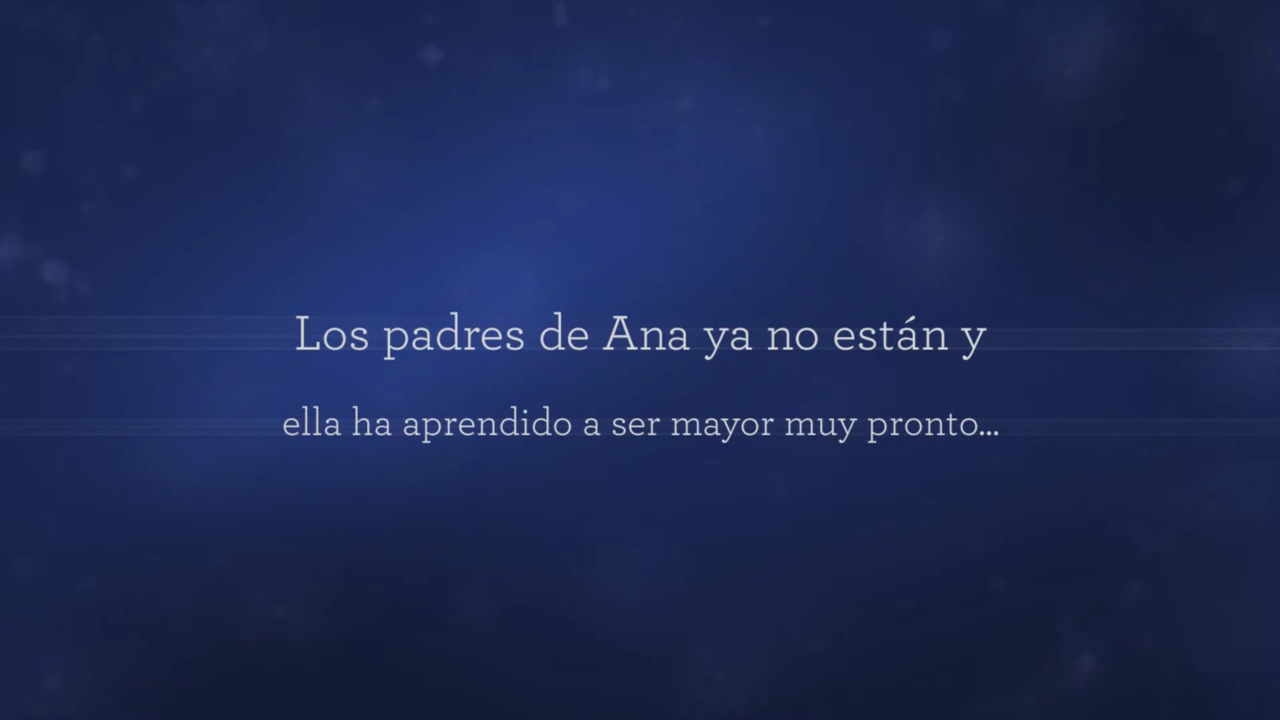 Los padres de Ana ya no están y
ella ha aprendido a ser mayor muy pronto...